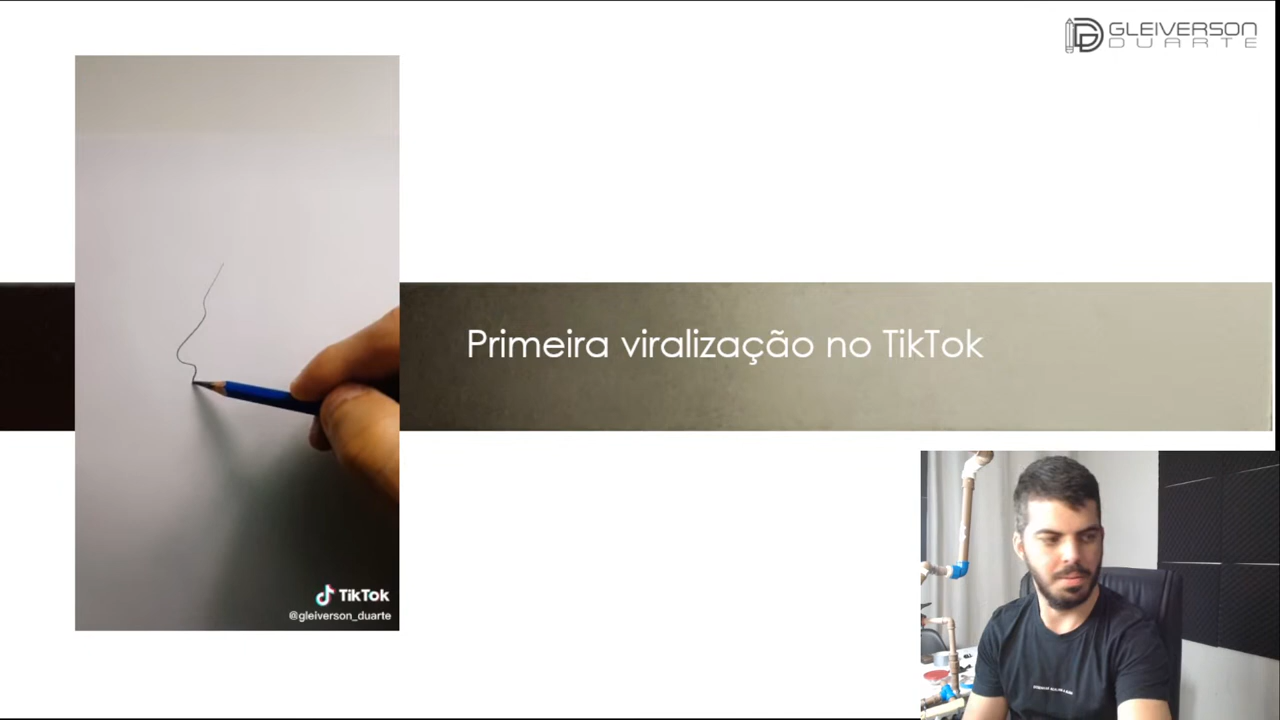 GLEIVERSON
DUARTE
Primeira viralização no TikTok
TikTok
@gleiverson_duarte